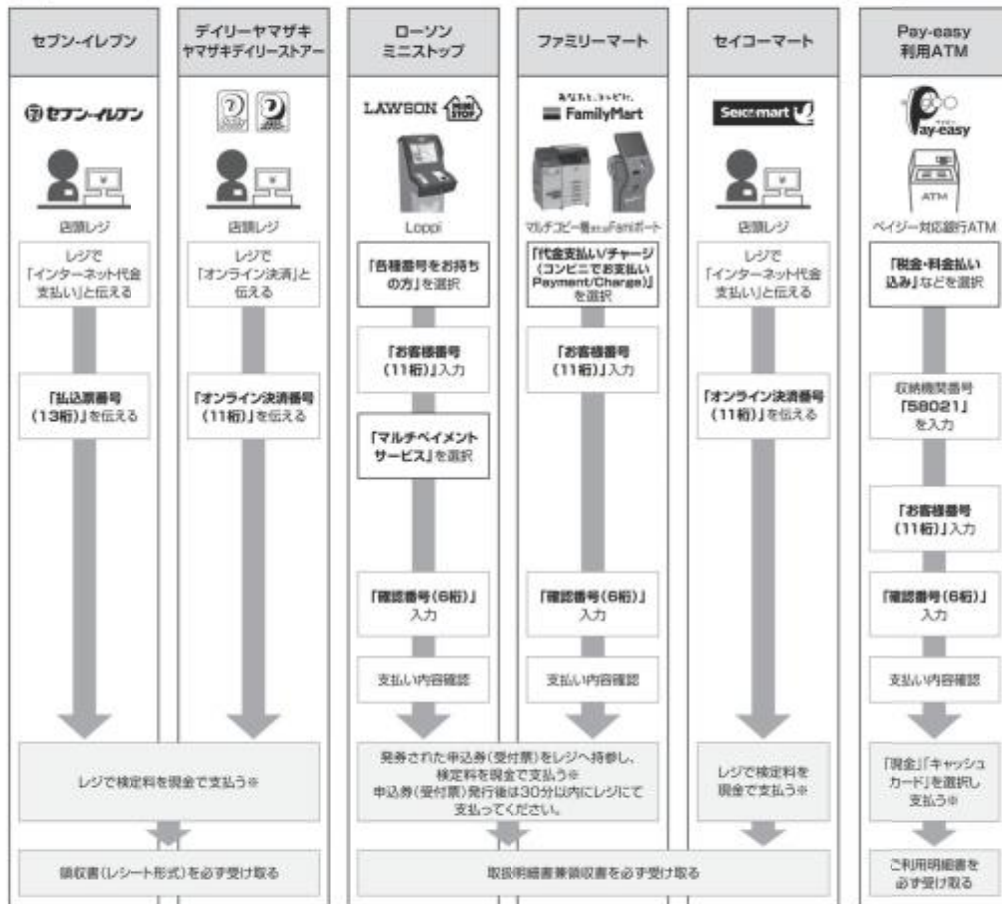 セブン-イレブン
デイリーヤマザキ
ヤマザキデイリーストアー
ローソン
ミニストップ
ファミリーマート
セイコーマート
Pay-easy
利用ATM
セブン-イレブン
LAWSON
MINI
STOP
あなたと、コンビに、
FamilyMart
Seicomart
ペイジー
Pay-easy
¥
¥
¥
ATM
店頭レジ
店頭レジ
Loppi
マルチコピー機またはFamiポート
店頭レジ
ペイジー対応銀行ATM
レジで
「インターネット代金
支払い」と伝える
レジで
「オンライン決済」と
伝える
「各種番号をお持ち
の方」を選択
「代金支払い/チャージ
(コンビニでお支払い
Payment/Charge)」
を選択
レジで
「インターネット代金
支払い」と伝える
「税金・料金払い
込み」などを選択
「お客様番号
(11桁)」入力
「お客様番号
(11桁)」入力
「払込票番号
(13桁)」を伝える
「オンライン決済番号
(11桁)」を伝える
「オンライン決済番号
(11桁)」を伝える
収納機関番号
「58021」
を入力
「マルチペイメント
サービス」を選択
「お客様番号
(11桁)」入力
「確認番号(6桁)」
入力
「確認番号(6桁)」
入力
「確認番号(6桁)」
入力
支払い内容確認
支払い内容確認
支払い内容確認
レジで検定料を現金で支払う※
発券された申込券(受付票)をレジへ持参し、
検定料を現金で支払う※
申込券(受付票)発行後は30分以内にレジにて
支払ってください。
レジで検定料を
現金で支払う※
「現金」「キャッシュ
カード」を選択し
支払う※
領収書(レシート形式)を必ず受け取る
取扱明細書兼領収書を必ず受け取る
ご利用明細書を
必ず受け取る